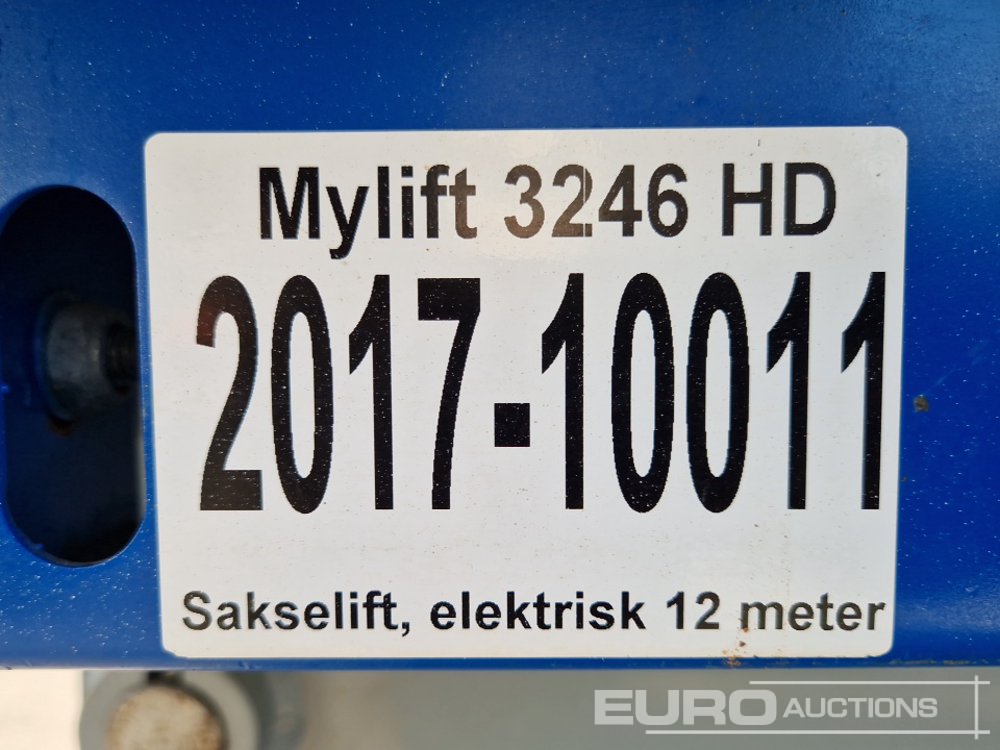 Mylift 3246 HD
2017-10011
Sakselift, elektrisk 12 meter
EURO AUCTIONS